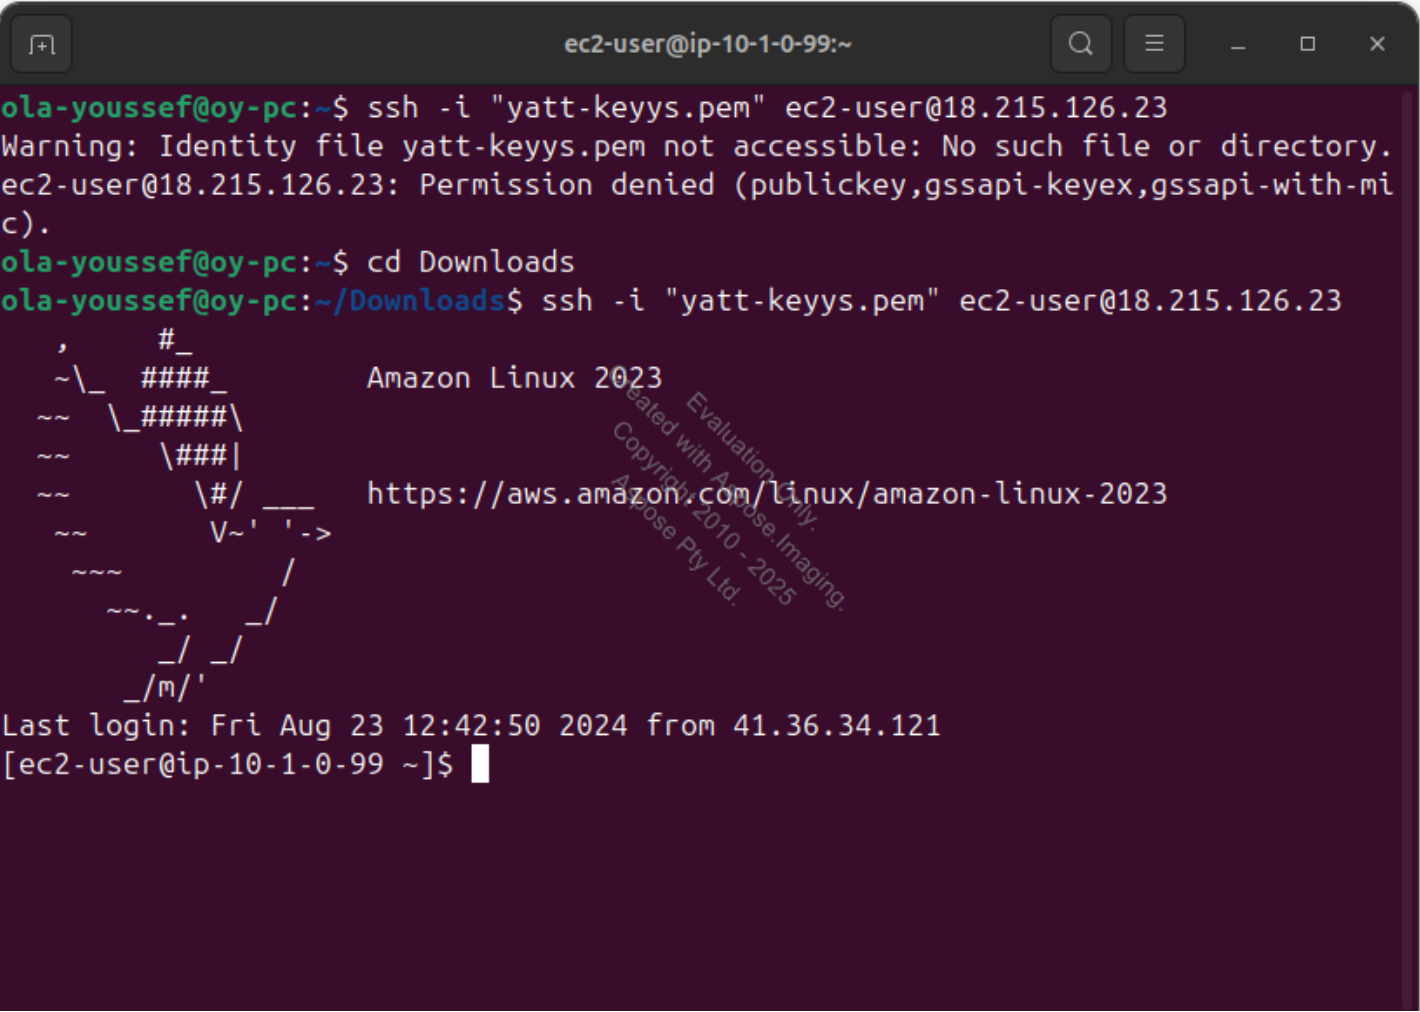 ec2-user@ip-10-1-0-99:~
ola-youssef@oy-pc:~$ ssh -i "yatt-keyys.pem" ec2-user@18.215.126.23
Warning: Identity file yatt-keyys.pem not accessible: No such file or directory.
ec2-user@18.215.126.23: Permission denied (publickey,gssapi-keyex,gssapi-with-mi
c).
ola-youssef@oy-pc:~$ cd Downloads
ola-youssef@oy-pc:~/Downloads$ ssh -i "yatt-keyys.pem" ec2-user@18.215.126.23
   ,     #_
   ~\_  ####_        Amazon Linux 2023
  ~~  \_#####\
  ~~     \###|
  ~~       \#/ ___   https://aws.amazon.com/linux/amazon-linux-2023
   ~~       V~' '->
    ~~~         /
      ~~._.   _/
         _/ _/
       _/m/'
Last login: Fri Aug 23 12:42:50 2024 from 41.36.34.121
[ec2-user@ip-10-1-0-99 ~]$
Evaluation Only.
Created with Aspose.Imaging.
Copyright 2010 - 2025
Aspose Pty Ltd.